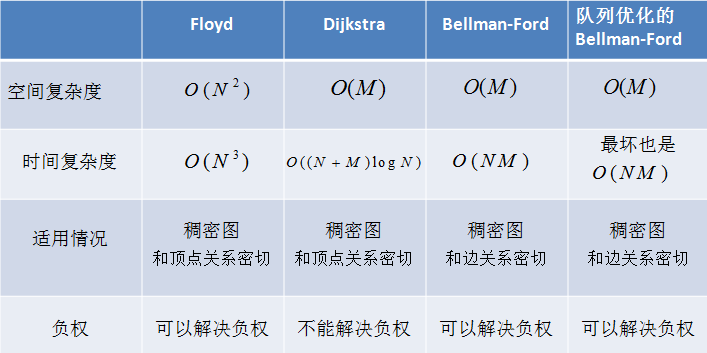 Floyd
Dijkstra
Bellman-Ford
队列优化的
Bellman-Ford
空间复杂度
O(N²)
O(M)
O(M)
O(M)
时间复杂度
O(N³)
O((N + M)log N)
O(NM)
最坏也是
O(NM)
适用情况
稠密图
和顶点关系密切
稠密图
和顶点关系密切
稠密图
和边关系密切
稠密图
和边关系密切
负权
可以解决负权
不能解决负权
可以解决负权
可以解决负权